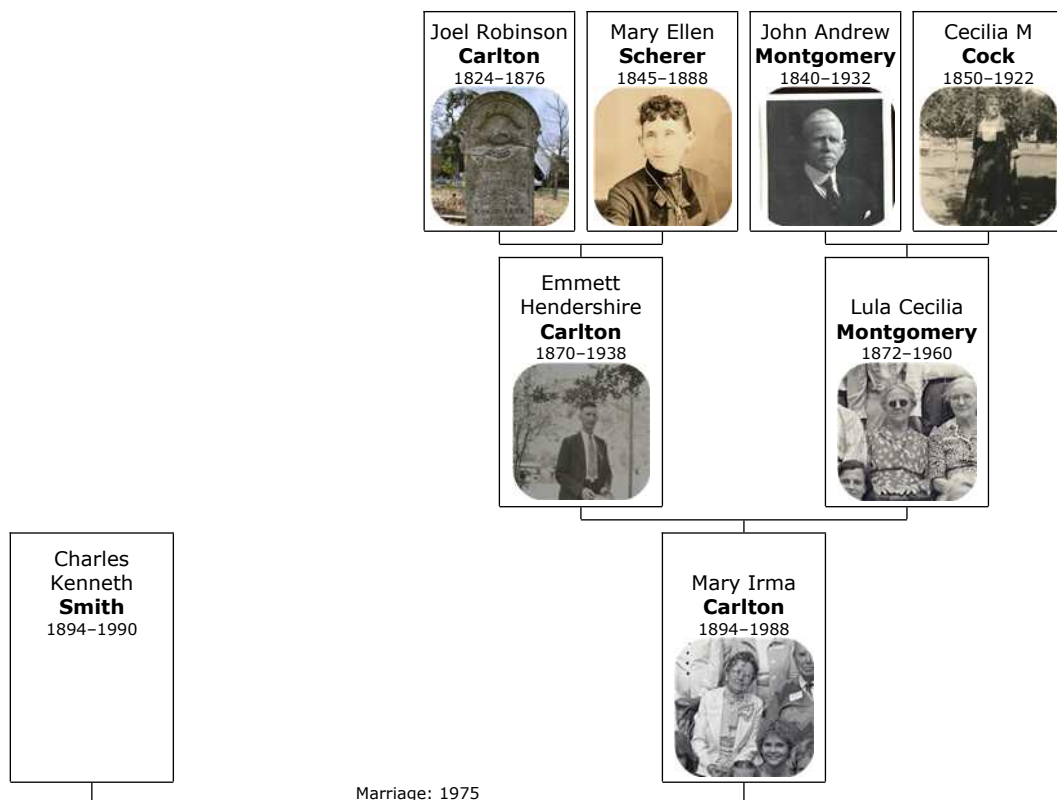 Joel Robinson
Carlton
1824–1876
Mary Ellen
Scherer
1845–1888
John Andrew
Montgomery
1840–1932
Cecilia M
Cock
1850–1922
Emmett
Hendershire
Carlton
1870–1938
Lula Cecilia
Montgomery
1872–1960
Charles
Kenneth
Smith
1894–1990
Mary Irma
Carlton
1894–1988
Marriage: 1975